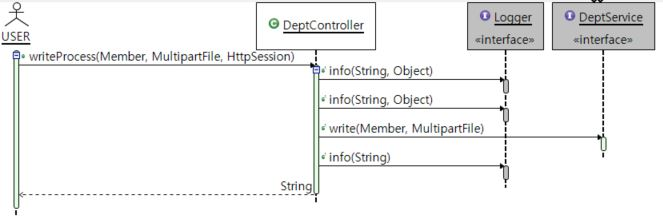 USER
C DeptController
I Logger
«interface»
I DeptService
«interface»
writeProcess(Member, MultipartFile, HttpSession)
info(String, Object)
info(String, Object)
write(Member, MultipartFile)
info(String)
String